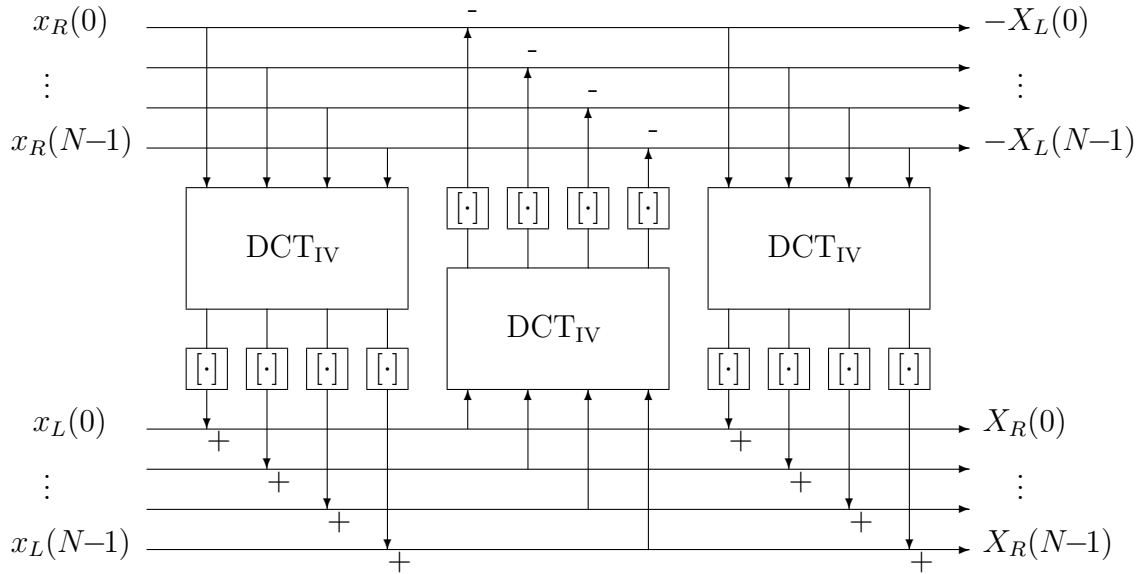 x_R(0) - -X_L(0)
-
⋮ - ⋮
x_R(N−1) - -X_L(N−1)
[·] [·] [·] [·]
DCT_IV DCT_IV
DCT_IV
[·] [·] [·] [·] [·] [·] [·] [·]
x_L(0) + + X_R(0)
+ +
⋮ ⋮
+ +
x_L(N−1) + + X_R(N−1)